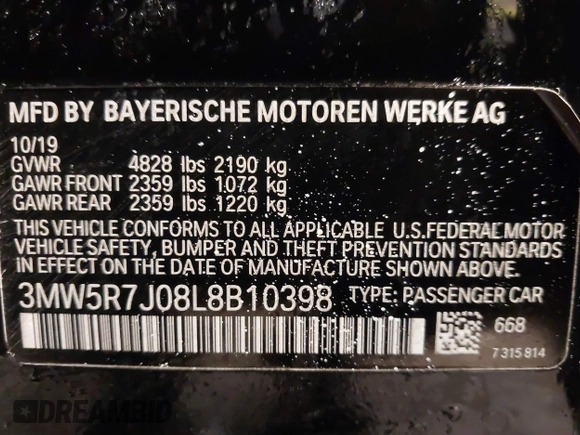 MFD BY BAYERISCHE MOTOREN WERKE AG
10/19
GVWR 4828 lbs 2190 kg
GAWR FRONT 2359 lbs 1072 kg
GAWR REAR 2359 lbs 1220 kg
THIS VEHICLE CONFORMS TO ALL APPLICABLE U.S.FEDERAL MOTOR
VEHICLE SAFETY, BUMPER AND THEFT PREVENTION STANDARDS
IN EFFECT ON THE DATE OF MANUFACTURE SHOWN ABOVE.
3MW5R7J08L8B10398 TYPE: PASSENGER CAR
668
7 315 814
DREAMBID